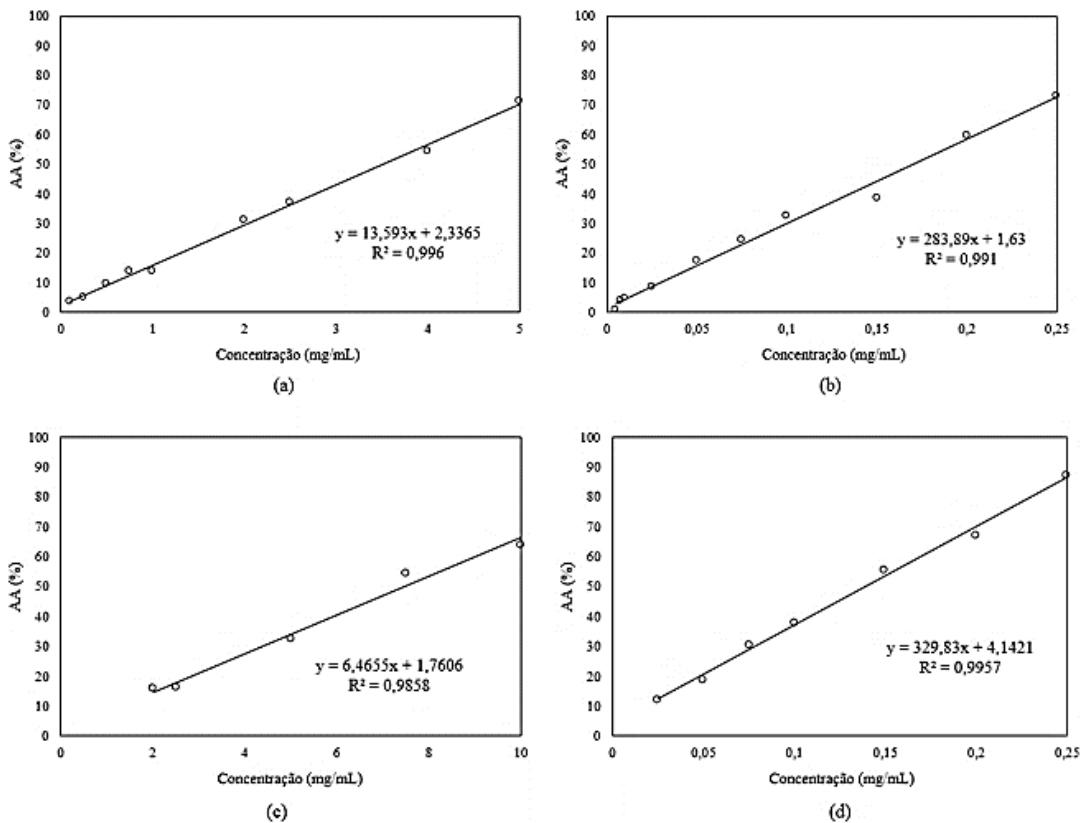 100
90
80
70
60
50
40
30
20
10
0
AA (%)
y = 13,593x + 2,3365
R² = 0,996
0 1 2 3 4 5
Concentração (mg/mL)
(a)
100
90
80
70
60
50
40
30
20
10
0
AA (%)
y = 283,89x + 1,63
R² = 0,991
0 0,05 0,1 0,15 0,2 0,25
Concentração (mg/mL)
(b)
100
90
80
70
60
50
40
30
20
10
0
AA (%)
y = 6,4655x + 1,7606
R² = 0,9858
0 2 4 6 8 10
Concentração (mg/mL)
(c)
100
90
80
70
60
50
40
30
20
10
0
AA (%)
y = 329,83x + 4,1421
R² = 0,9957
0 0,05 0,1 0,15 0,2 0,25
Concentração (mg/mL)
(d)